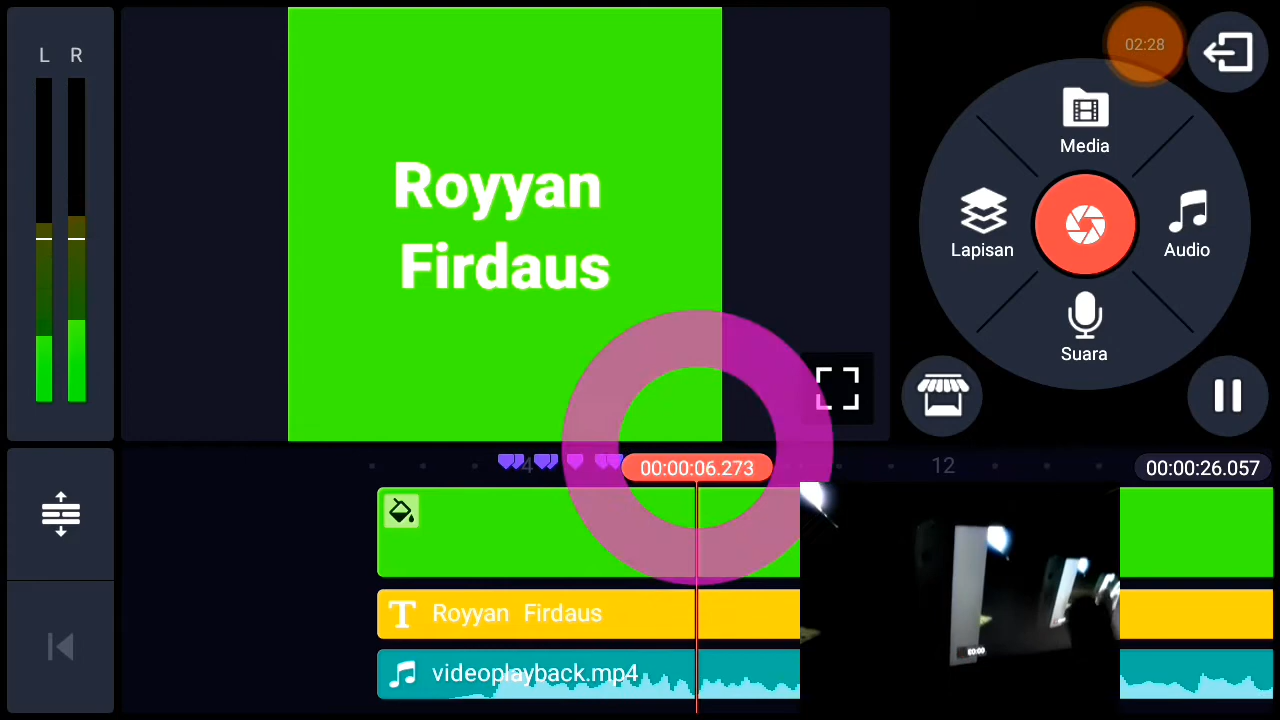 L R
02:28
Media
Royyan
Firdaus
Lapisan
Audio
Suara
4
00:00:06.273
12
00:00:26.057
T Royyan Firdaus
videoplayback.mp4